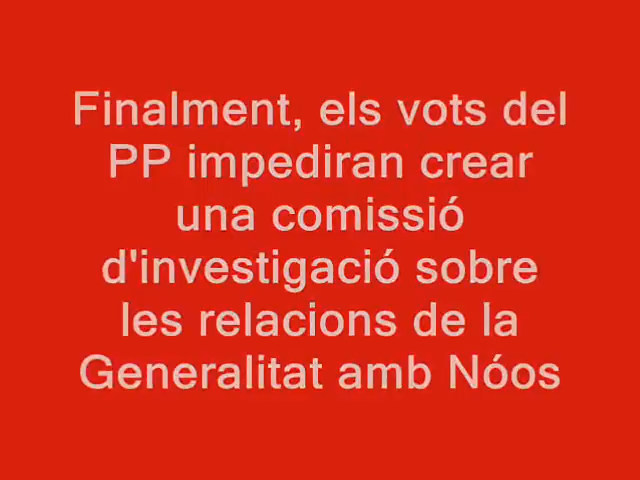 Finalment, els vots del
PP impediran crear
una comissió
d'investigació sobre
les relacions de la
Generalitat amb Nóos